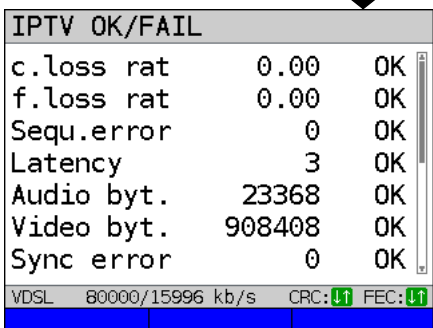 IPTV OK/FAIL
c.loss rat 0.00 OK
f.loss rat 0.00 OK
Sequ.error 0 OK
Latency 3 OK
Audio byt. 23368 OK
Video byt. 908408 OK
Sync error 0 OK
VDSL 80000/15996 kb/s CRC:↓↑ FEC:↓↑